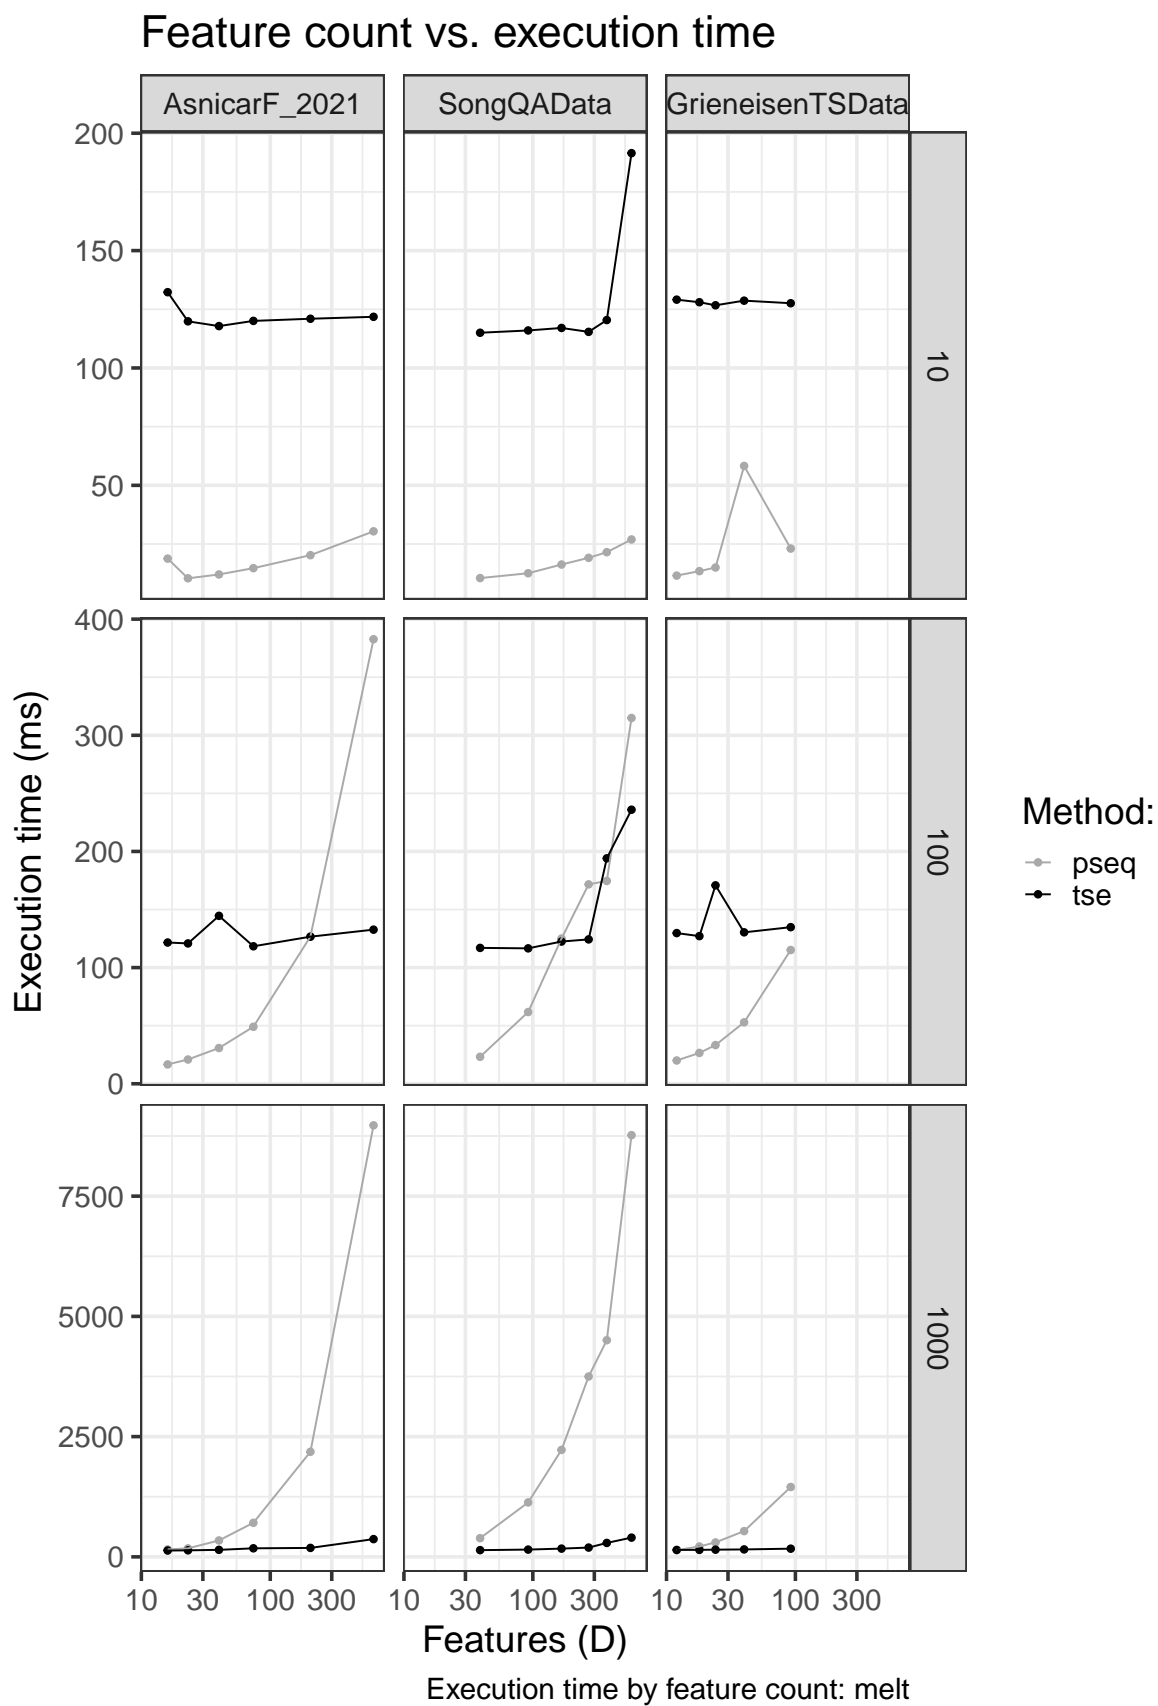 Feature count vs. execution time
AsnicarF_2021
SongQAData
GrieneisenTSData
200
150
100
50
10
400
300
200
100
0
100
7500
5000
2500
0
1000
10 30 100 300
10 30 100 300
10 30 100 300
Execution time (ms)
Features (D)
Method:
pseq
tse
Execution time by feature count: melt